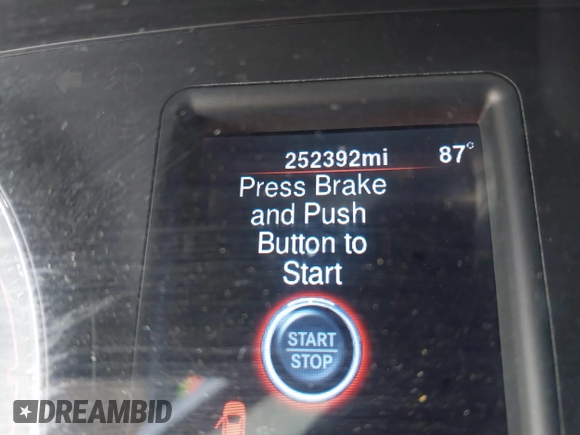 252392mi 87°
Press Brake
and Push
Button to
Start
START
STOP
DREAMBID